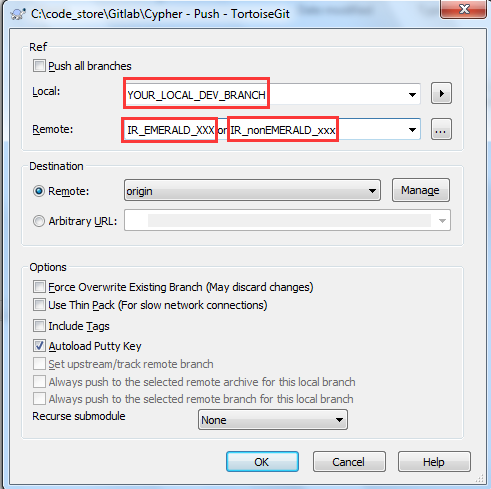 C:\code_store\Gitlab\Cypher - Push - TortoiseGit
Ref
Push all branches
Local:
YOUR_LOCAL_DEV_BRANCH
Remote:
IR_EMERALD_XXX or IR_nonEMERALD_xxx
...
Destination
Remote:
origin
Manage
Arbitrary URL:
Options
Force Overwrite Existing Branch (May discard changes)
Use Thin Pack (For slow network connections)
Include Tags
Autoload Putty Key
Set upstream/track remote branch
Always push to the selected remote archive for this local branch
Always push to the selected remote branch for this local branch
Recurse submodule
None
OK
Cancel
Help